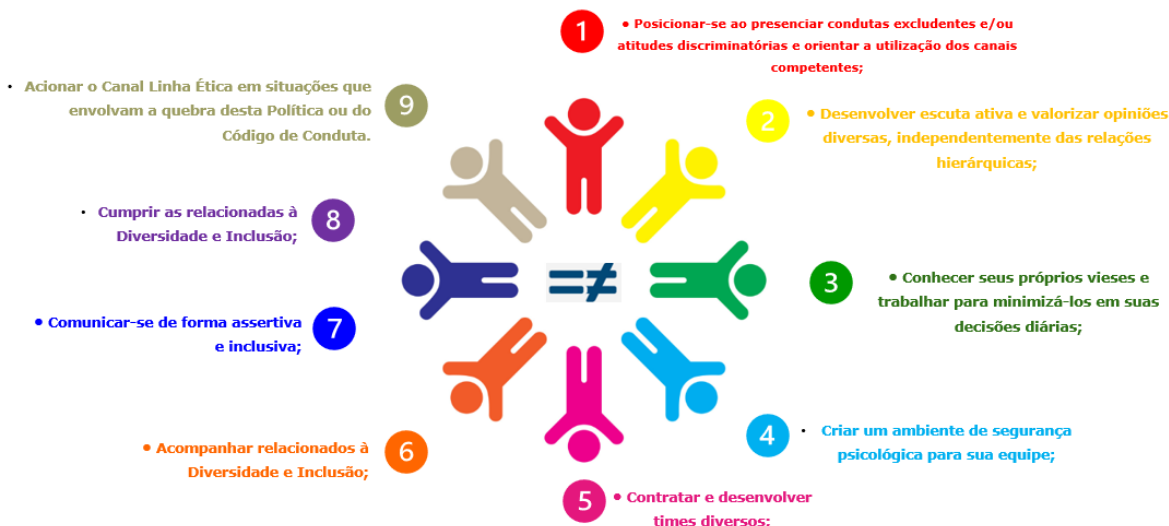 1
• Posicionar-se ao presenciar condutas excludentes e/ou
atitudes discriminatórias e orientar a utilização dos canais
competentes;
2
• Desenvolver escuta ativa e valorizar opiniões
diversas, independentemente das relações
hierárquicas;
3
• Conhecer seus próprios vieses e
trabalhar para minimizá-los em suas
decisões diárias;
4
• Criar um ambiente de segurança
psicológica para sua equipe;
5
• Contratar e desenvolver
times diversos;
6
• Acompanhar relacionados à
Diversidade e Inclusão;
7
• Comunicar-se de forma assertiva
e inclusiva;
8
• Cumprir as relacionadas à
Diversidade e Inclusão;
9
• Acionar o Canal Linha Ética em situações que
envolvam a quebra desta Política ou do
Código de Conduta.
=≠